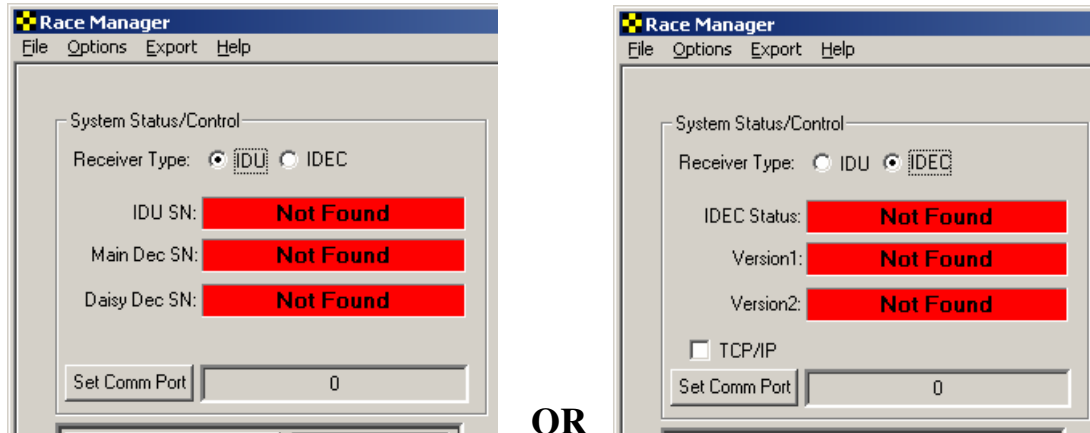 Race Manager
File Options Export Help
System Status/Control
Receiver Type: IDU IDEC
IDU SN: Not Found
Main Dec SN: Not Found
Daisy Dec SN: Not Found
Set Comm Port 0
OR
Race Manager
File Options Export Help
System Status/Control
Receiver Type: IDU IDEC
IDEC Status: Not Found
Version1: Not Found
Version2: Not Found
TCP/IP
Set Comm Port 0